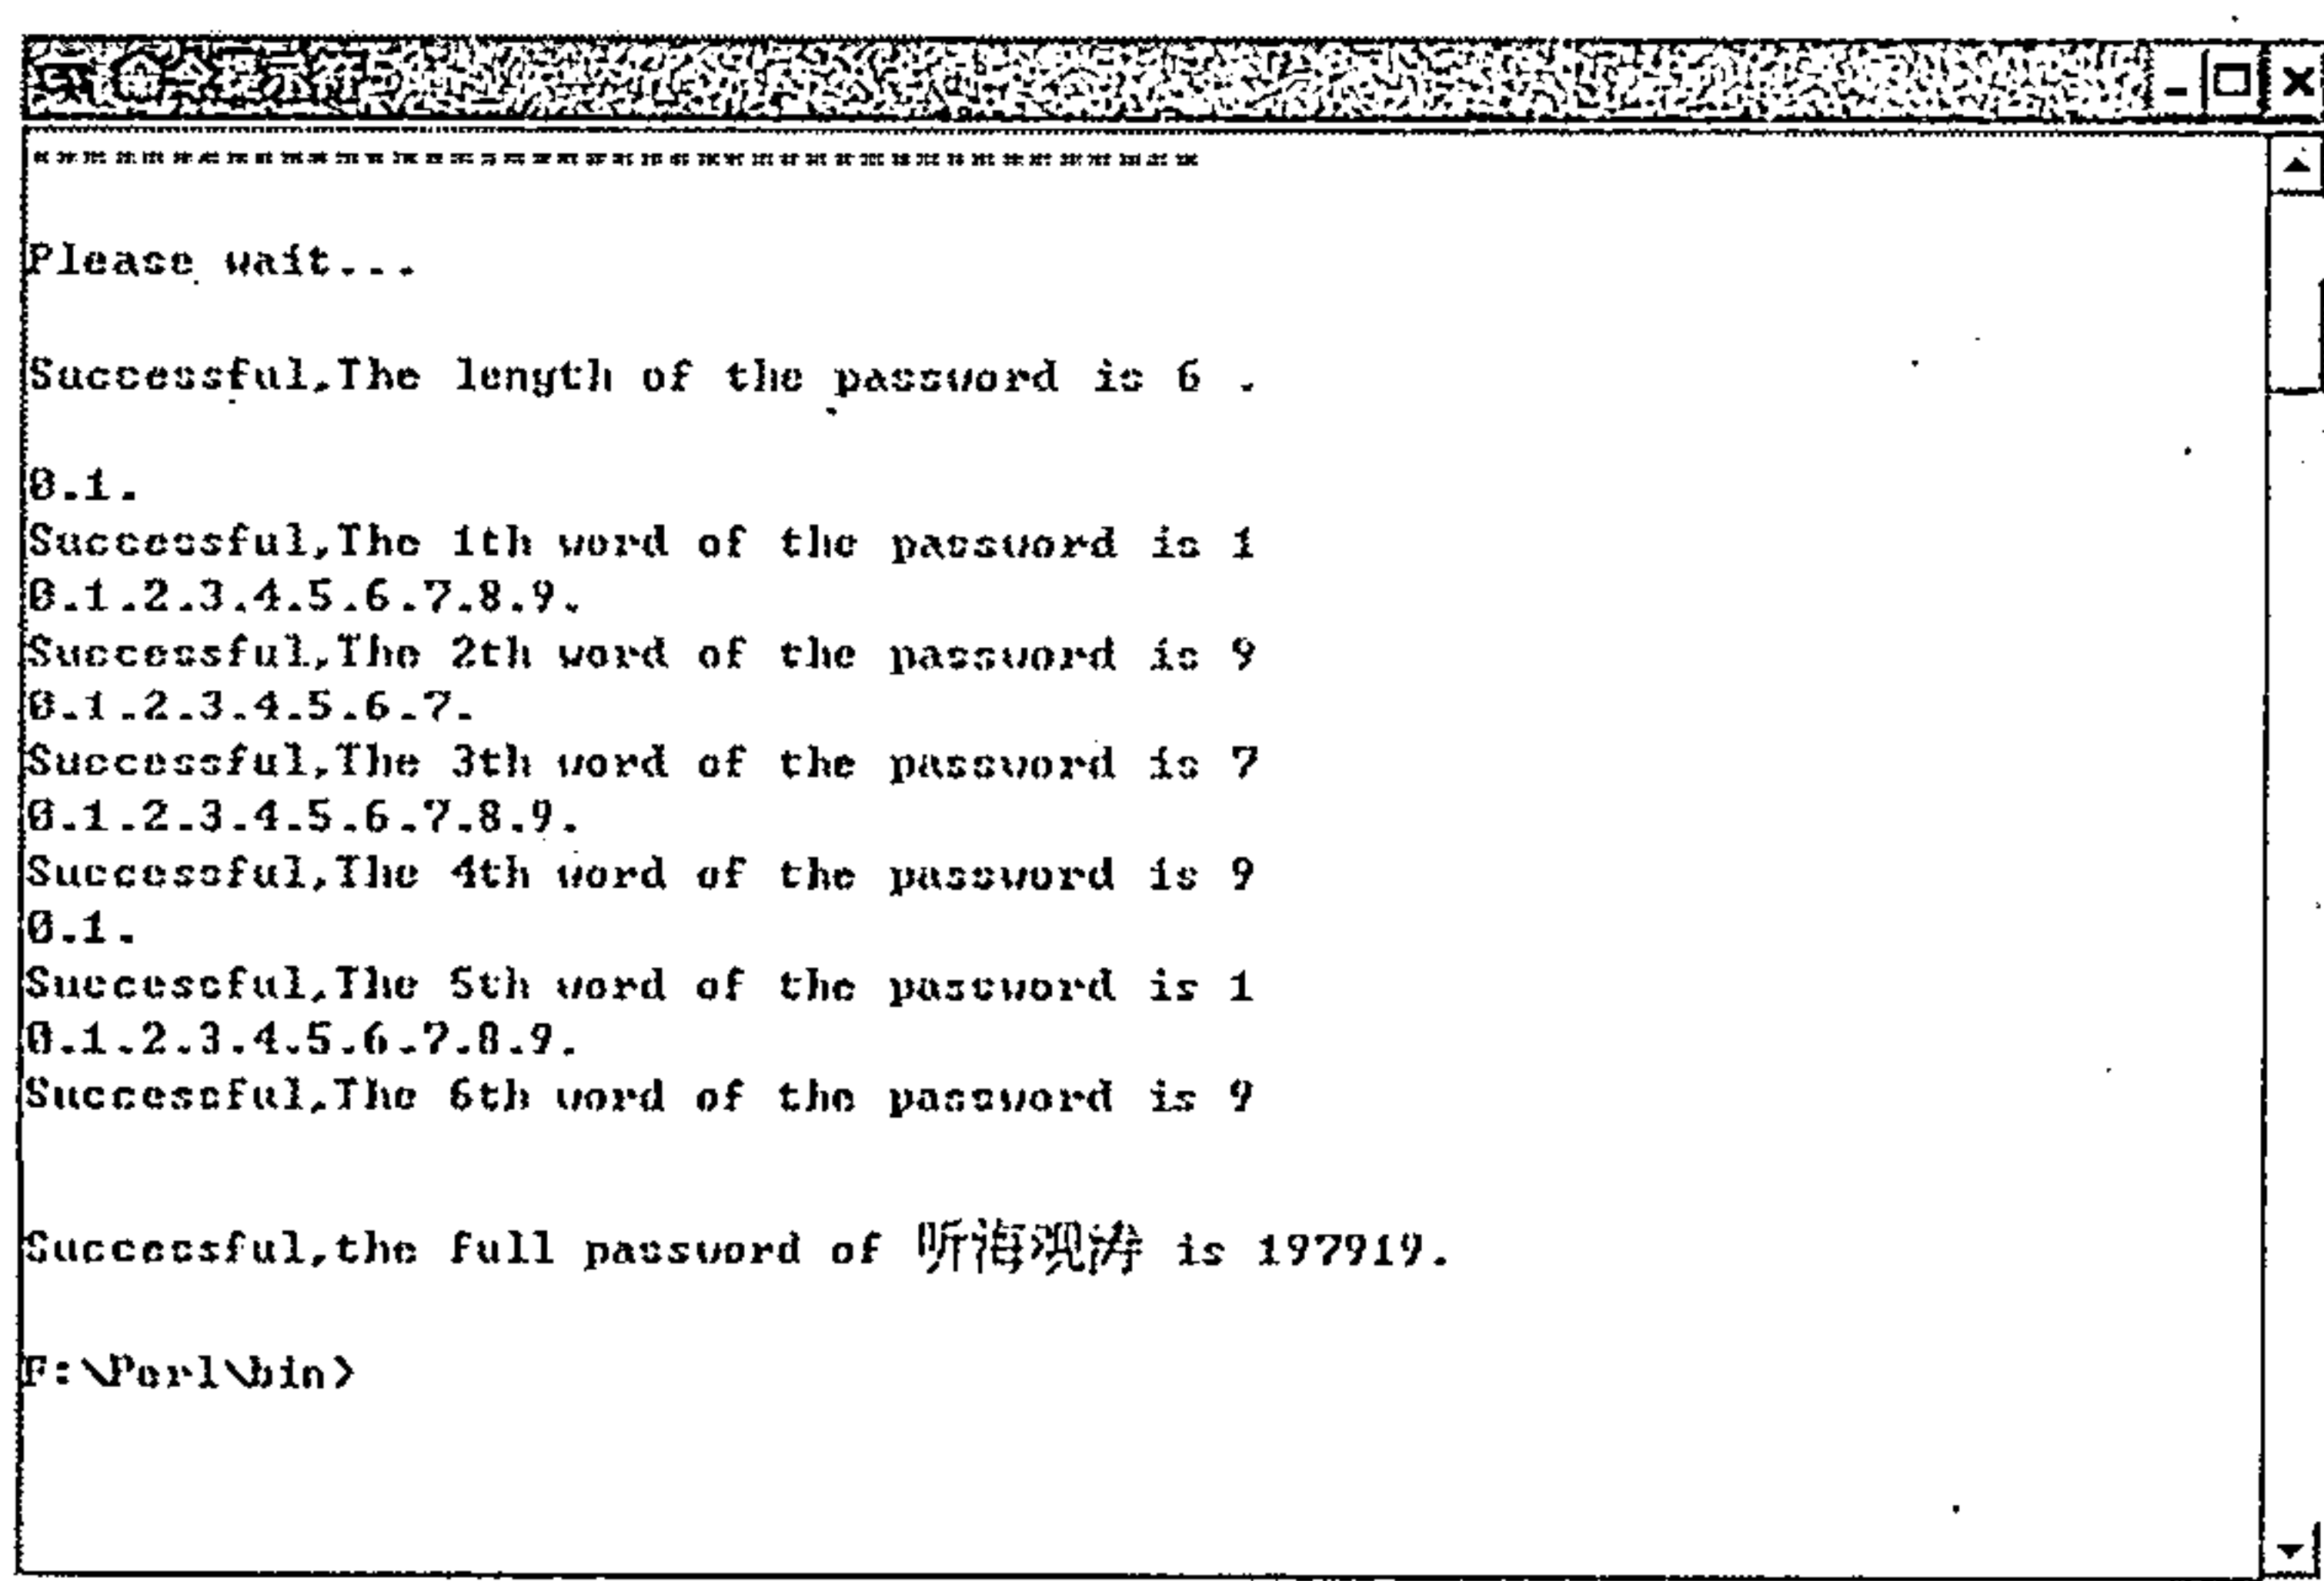 命令提示符
Please wait...
Successful,The length of the password is 6 .
0.1.
Successful,The 1th word of the password is 1
0.1.2.3.4.5.6.7.8.9.
Successful,The 2th word of the password is 9
0.1.2.3.4.5.6.7.
Successful,The 3th word of the password is 7
0.1.2.3.4.5.6.7.8.9.
Successful,The 4th word of the password is 9
0.1.
Successful,The 5th word of the password is 1
0.1.2.3.4.5.6.7.8.9.
Successful,The 6th word of the password is 9
Successful,the full password of 听海观涛 is 197919.
F:\Perl\bin>